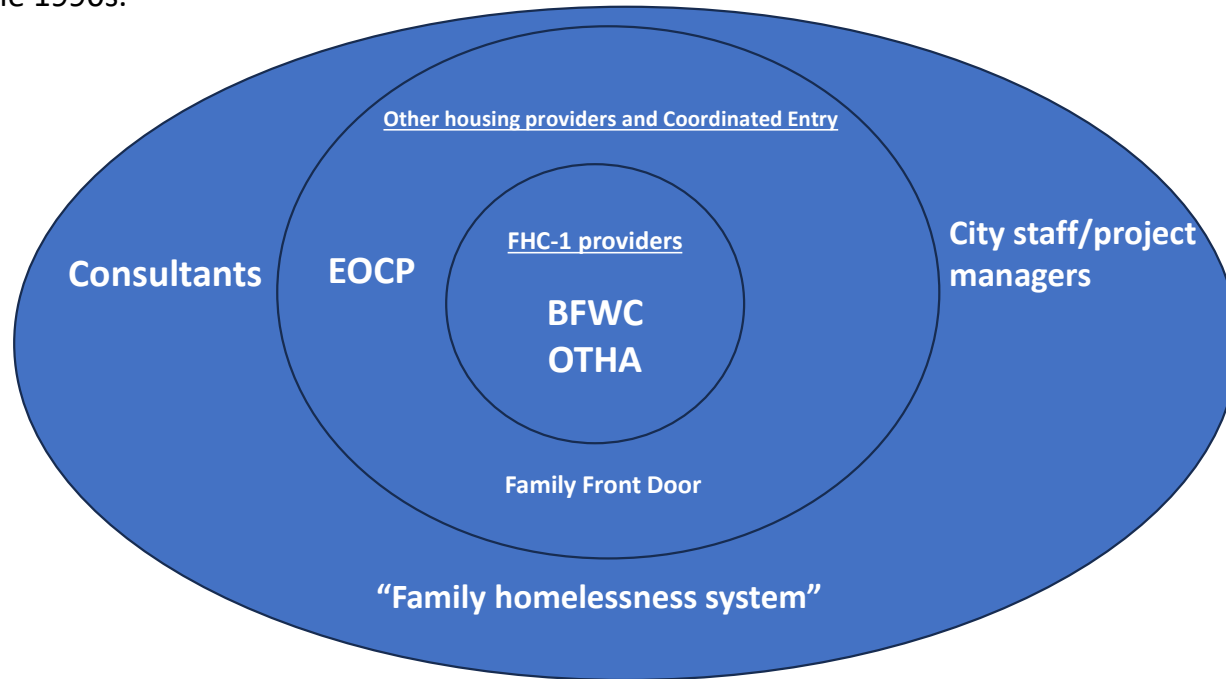 1990s.
Other housing providers and Coordinated Entry
FHC-1 providers
City staff/project
managers
Consultants
EOCP
BFWC
OTHA
Family Front Door
“Family homelessness system”